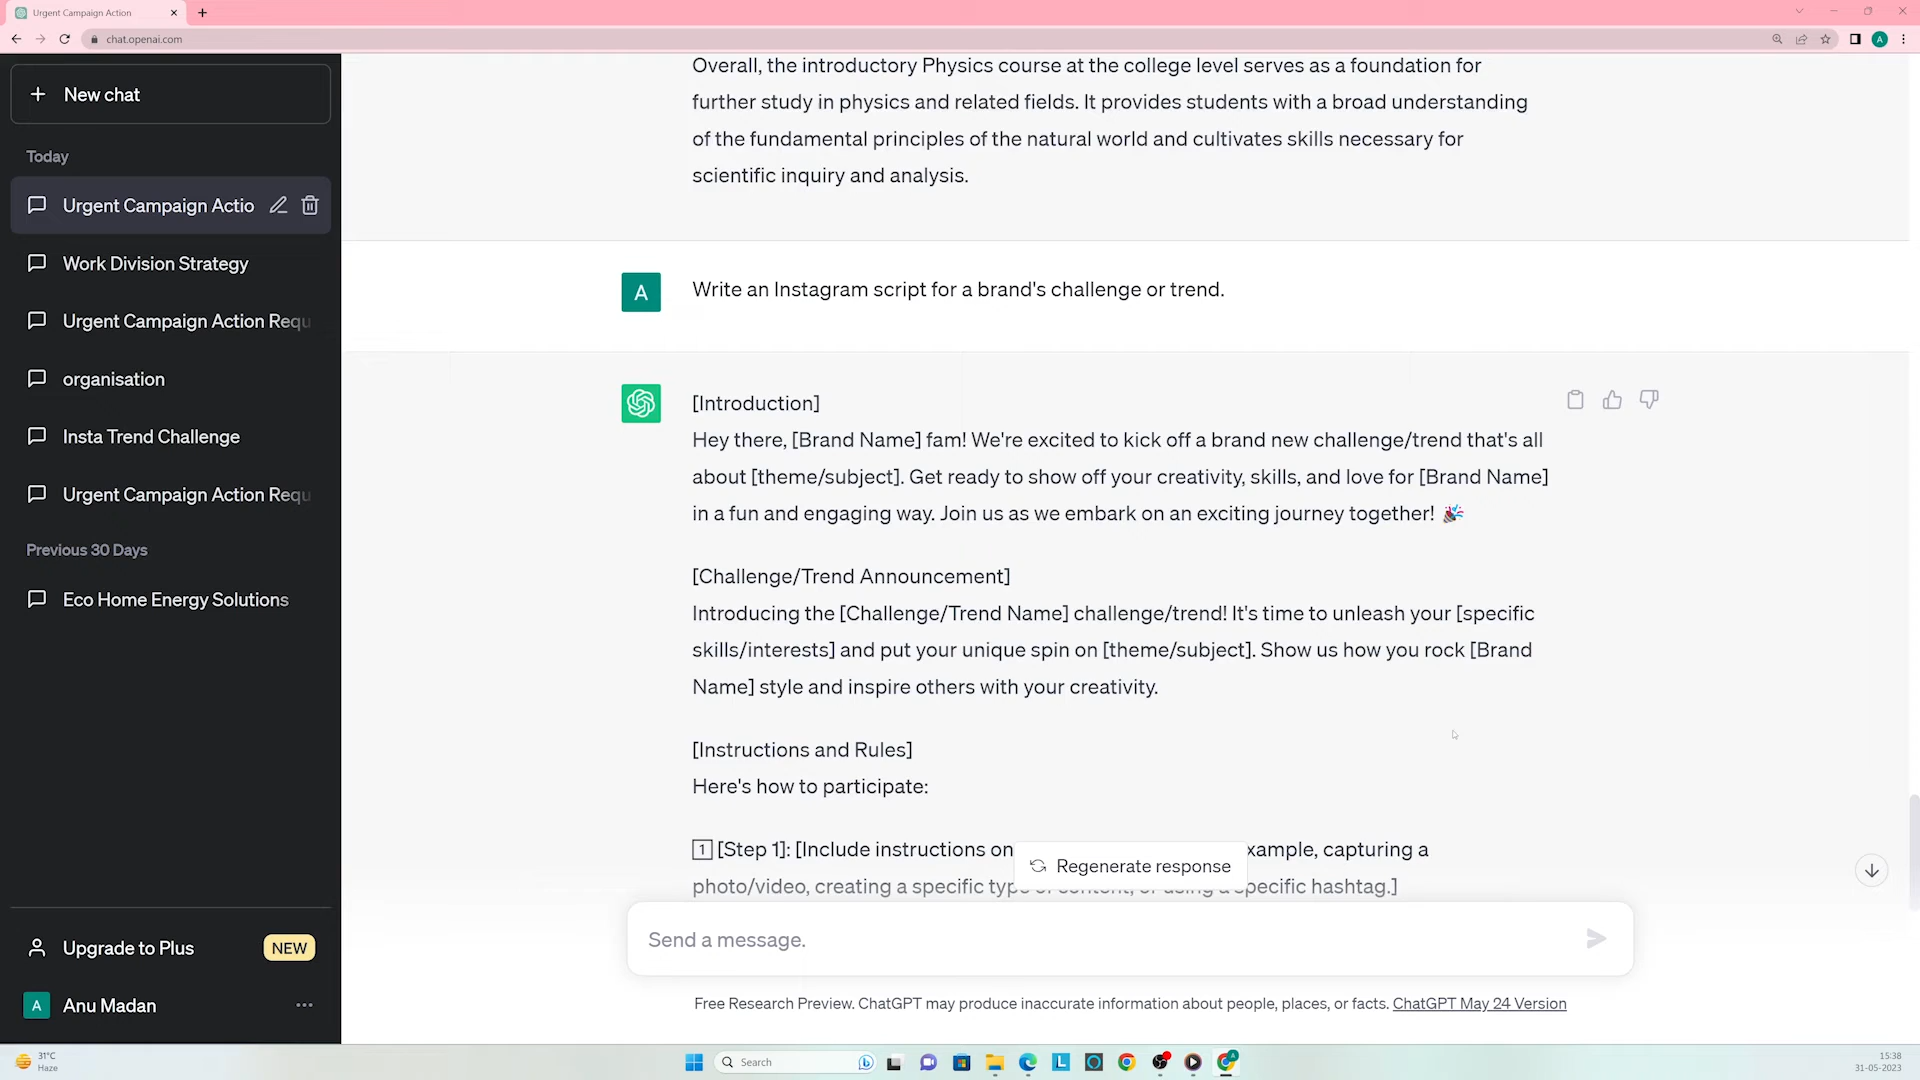 Urgent Campaign Action
chat.openai.com
A
New chat
Today
Urgent Campaign Actio
Work Division Strategy
Urgent Campaign Action Requ
organisation
Insta Trend Challenge
Urgent Campaign Action Requ
Previous 30 Days
Eco Home Energy Solutions
Upgrade to Plus NEW
A Anu Madan
Overall, the introductory Physics course at the college level serves as a foundation for
further study in physics and related fields. It provides students with a broad understanding
of the fundamental principles of the natural world and cultivates skills necessary for
scientific inquiry and analysis.
A Write an Instagram script for a brand's challenge or trend.
[Introduction]
Hey there, [Brand Name] fam! We're excited to kick off a brand new challenge/trend that's all
about [theme/subject]. Get ready to show off your creativity, skills, and love for [Brand Name]
in a fun and engaging way. Join us as we embark on an exciting journey together! 🎉
[Challenge/Trend Announcement]
Introducing the [Challenge/Trend Name] challenge/trend! It's time to unleash your [specific
skills/interests] and put your unique spin on [theme/subject]. Show us how you rock [Brand
Name] style and inspire others with your creativity.
[Instructions and Rules]
Here's how to participate:
1 [Step 1]: [Include instructions on xample, capturing a
Regenerate response
photo/video, creating a specific type of content, or using a specific hashtag.]
Send a message.
Free Research Preview. ChatGPT may produce inaccurate information about people, places, or facts. ChatGPT May 24 Version
31°C
Haze
Search
L
A
15:38
31-05-2023